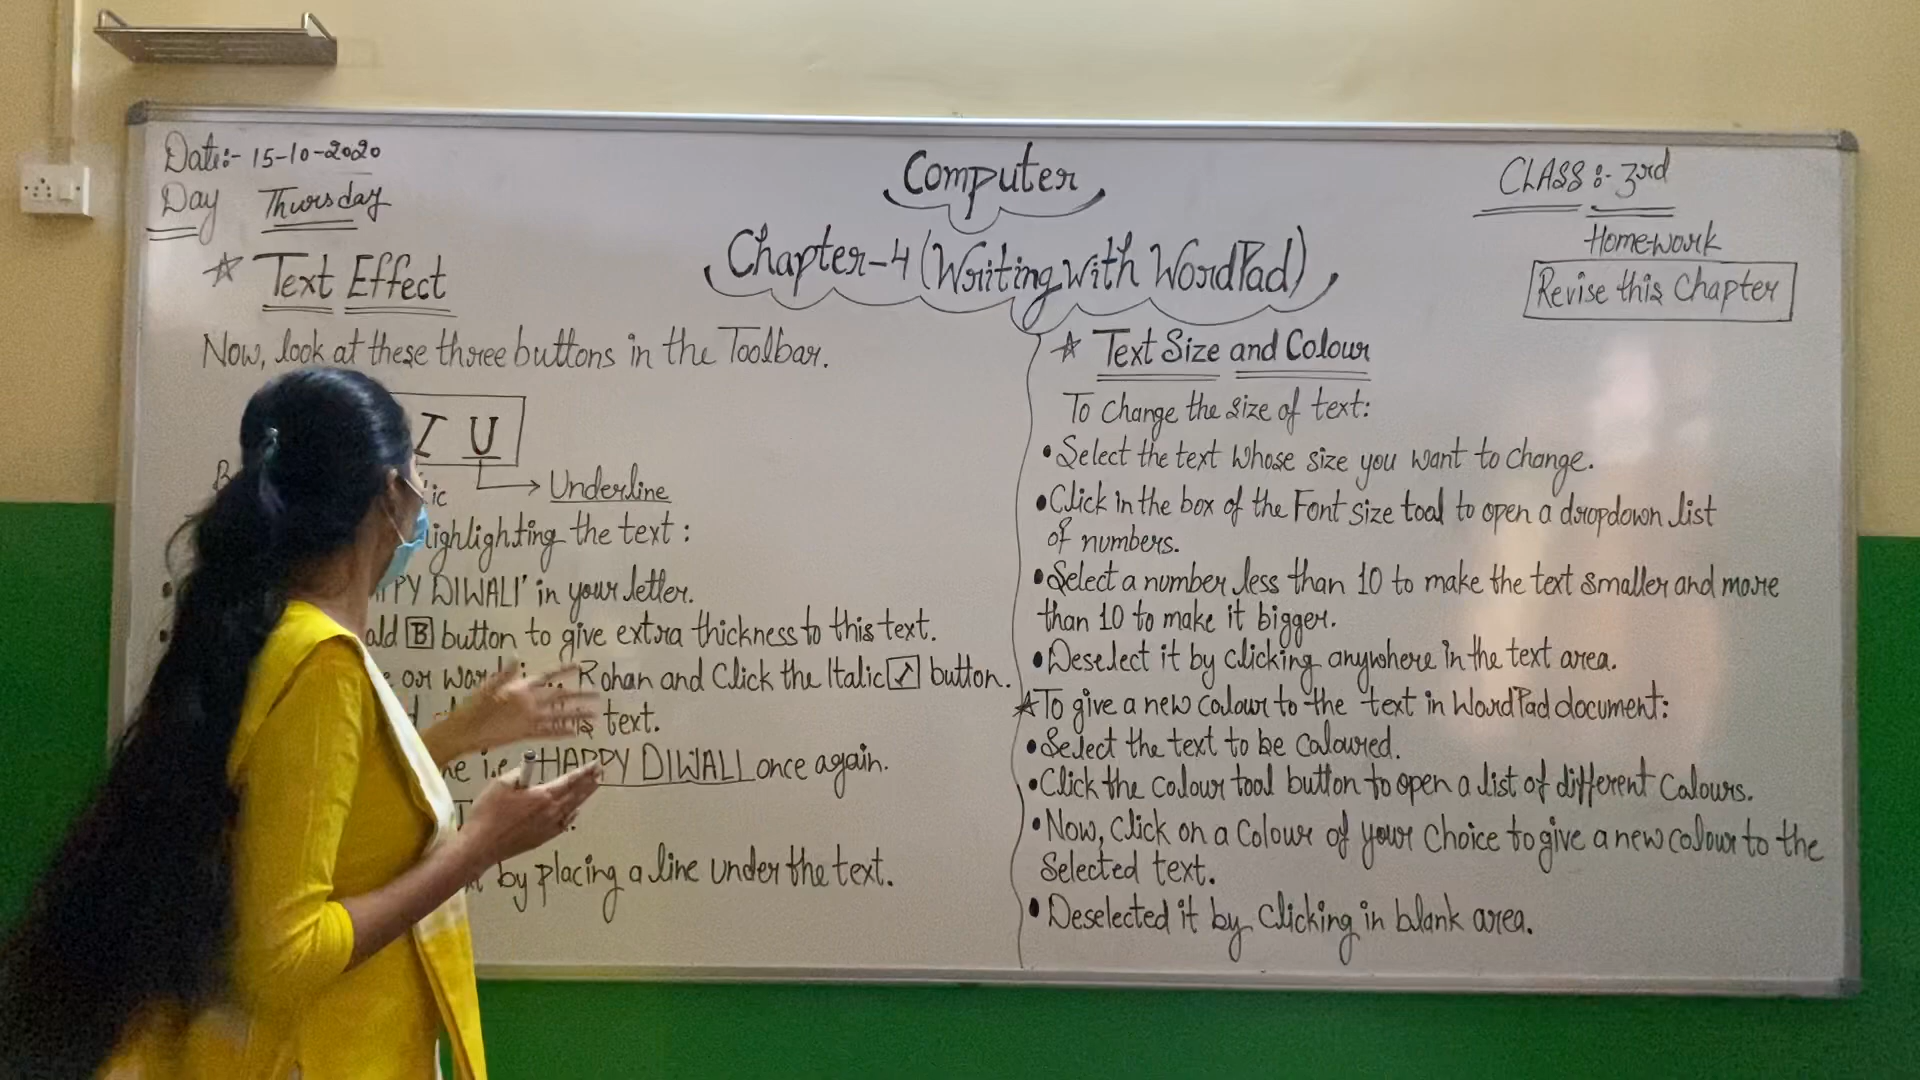 Date:- 15-10-2020
Day Thursday
Computer
Chapter-4 (Writing with WordPad)
CLASS :- 3rd
Homework
Revise this Chapter
☆ Text Effect
Now, look at these three buttons in the Toolbar.
I U
Underline
highlighting the text :
DIWALI' in your letter.
B button to give extra thickness to this text.
or Rohan and Click the Italic I button.
text.
i.e. HAPPY DIWALI once again.
by placing a line under the text.
☆ Text Size and Colour
To change the size of text:
• Select the text whose size you want to change.
• Click in the box of the Font size tool to open a dropdown list
of numbers.
• Select a number less than 10 to make the text smaller and more
than 10 to make it bigger.
• Deselect it by clicking anywhere in the text area.
☆ To give a new colour to the text in WordPad document:
• Select the text to be coloured.
• Click the colour tool button to open a list of different Colours.
• Now, Click on a Colour of your Choice to give a new colour to the
Selected text.
• Deselected it by Clicking in blank area.